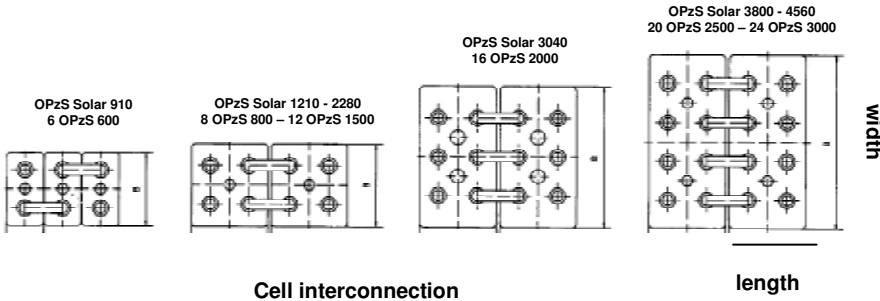 OPzS Solar 910
6 OPzS 600
OPzS Solar 1210 - 2280
8 OPzS 800 – 12 OPzS 1500
OPzS Solar 3040
16 OPzS 2000
OPzS Solar 3800 - 4560
20 OPzS 2500 – 24 OPzS 3000
width
length
Cell interconnection